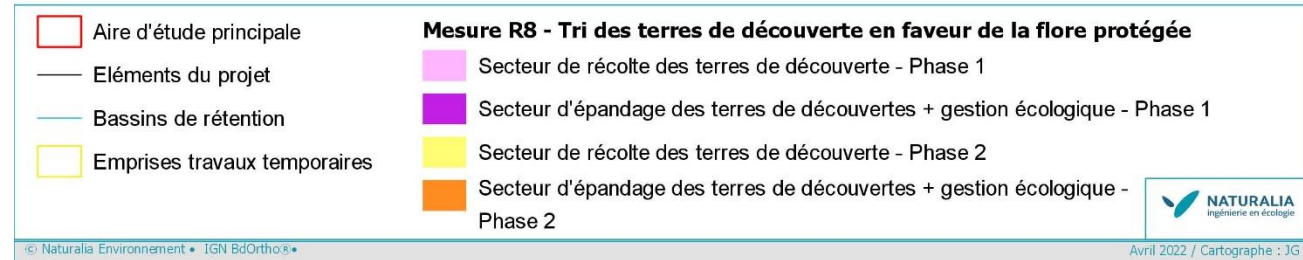 Aire d'étude principale
Eléments du projet
Bassins de rétention
Emprises travaux temporaires
Mesure R8 - Tri des terres de découverte en faveur de la flore protégée
Secteur de récolte des terres de découverte - Phase 1
Secteur d'épandage des terres de découvertes + gestion écologique - Phase 1
Secteur de récolte des terres de découverte - Phase 2
Secteur d'épandage des terres de découvertes + gestion écologique -
Phase 2
NATURALIA
ingénierie en écologie
© Naturalia Environnement • IGN BdOrtho®•
Avril 2022 / Cartographe : JG